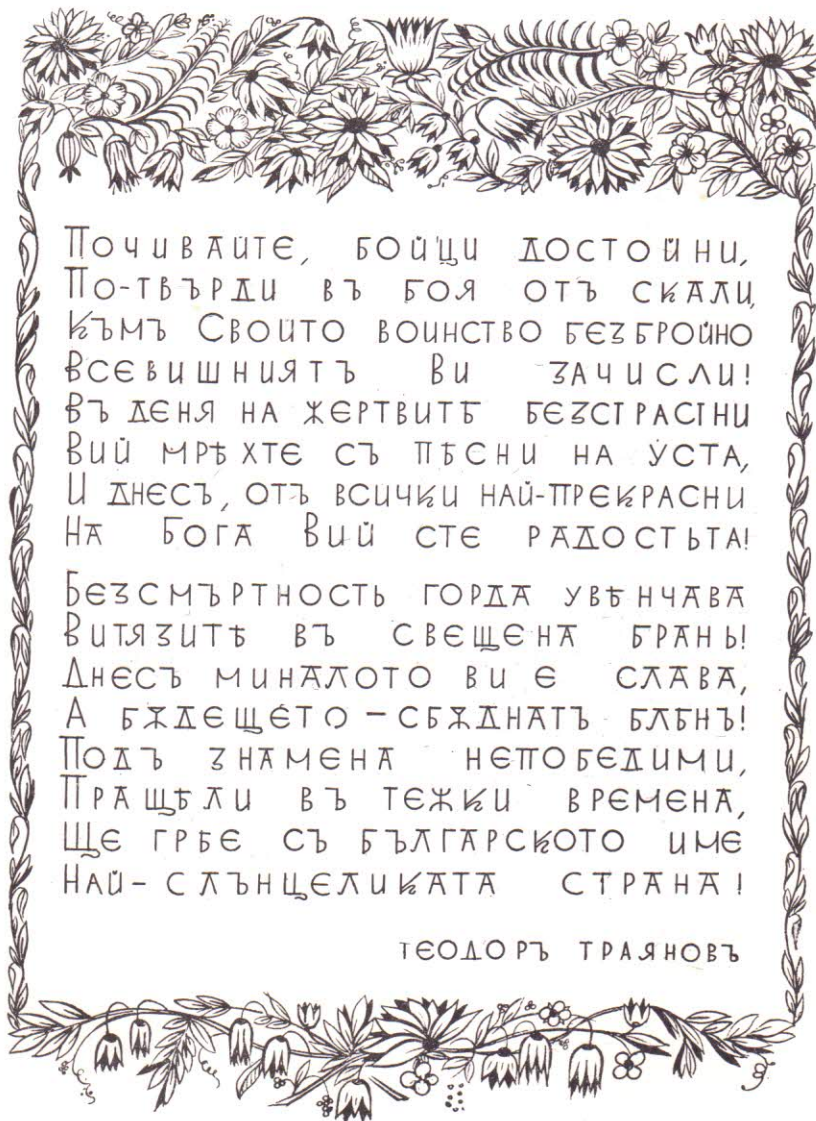 Почивайте, бойци достойни,
По-твърди въ боя отъ скали,
Към​ъ Своито воинство безбройно
Всевишниятъ Ви зачисли!
Въ деня на жертвитѣ безстрастни
Вий мрѣхте съ пѣсни на уста,
И днесъ, отъ всички най-прекрасни
На Бога Вий сте радостьта!
Безсмъртность горда увѣнчава
Витязитѣ въ свещена брань!
Днесъ миналото ви е слава,
А бѫдещето – сбѫднатъ блѣнъ!
Подъ знамена непобедими,
Пращѣли въ тежки времена,
Ще грѣе съ българското име
Най-слънцеликата страна!
Теодоръ Траяновъ